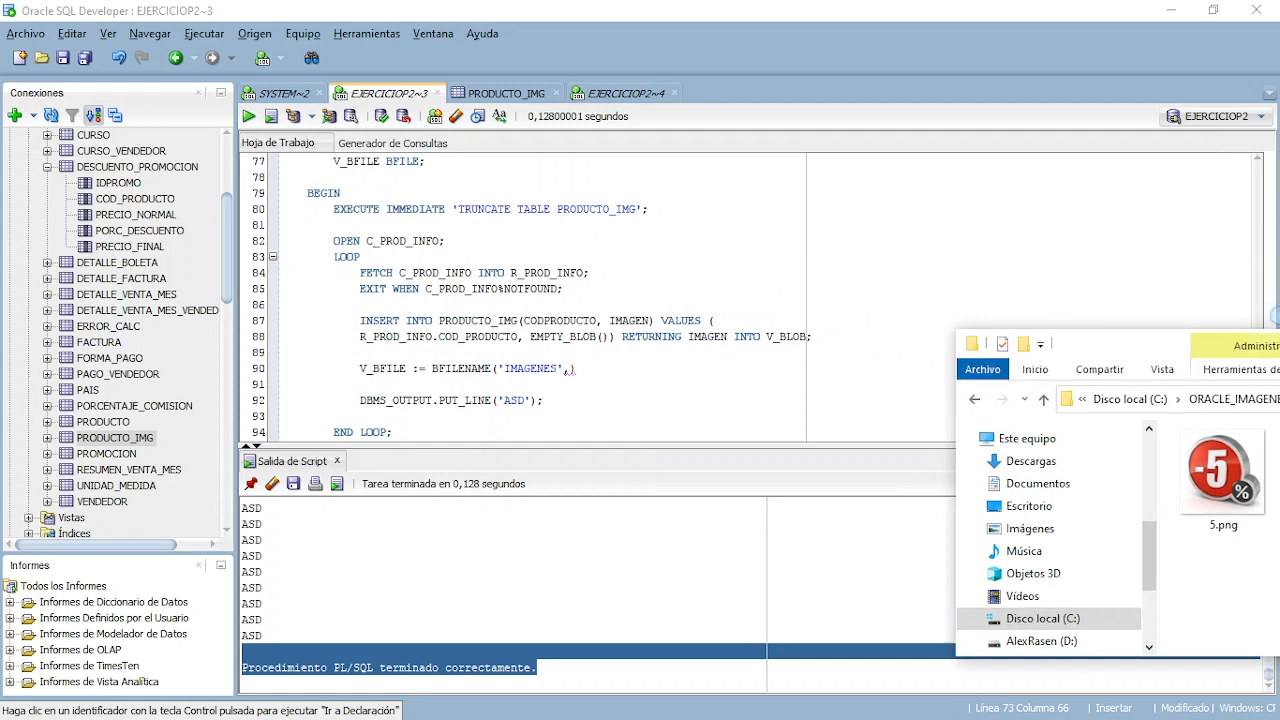 Oracle SQL Developer : EJERCICIOP2~3
Archivo Editar Ver Navegar Ejecutar Origen Equipo Herramientas Ventana Ayuda
Conexiones
SYSTEM~2
EJERCICIOP2~3
PRODUCTO_IMG
EJERCICIOP2~4
0,12800001 segundos
EJERCICIOP2
Hoja de Trabajo
Generador de Consultas
CURSO
CURSO_VENDEDOR
DESCUENTO_PROMOCION
IDPROMO
COD_PRODUCTO
PRECIO_NORMAL
PORC_DESCUENTO
PRECIO_FINAL
DETALLE_BOLETA
DETALLE_FACTURA
DETALLE_VENTA_MES
DETALLE_VENTA_MES_VENDED
ERROR_CALC
FACTURA
FORMA_PAGO
PAGO_VENDEDOR
PAIS
PORCENTAJE_COMISION
PRODUCTO
PRODUCTO_IMG
PROMOCION
RESUMEN_VENTA_MES
UNIDAD_MEDIDA
VENDEDOR
Vistas
Índices
77 V_BFILE BFILE;
78
79 BEGIN
80 EXECUTE IMMEDIATE 'TRUNCATE TABLE PRODUCTO_IMG';
81
82 OPEN C_PROD_INFO;
83 LOOP
84 FETCH C_PROD_INFO INTO R_PROD_INFO;
85 EXIT WHEN C_PROD_INFO%NOTFOUND;
86
87 INSERT INTO PRODUCTO_IMG(CODPRODUCTO, IMAGEN) VALUES (
88 R_PROD_INFO.COD_PRODUCTO, EMPTY_BLOB()) RETURNING IMAGEN INTO V_BLOB;
89
90 V_BFILE := BFILENAME('IMAGENES',)
91
92 DBMS_OUTPUT.PUT_LINE('ASD');
93
94 END LOOP;
Salida de Script
Tarea terminada en 0,128 segundos
ASD
ASD
ASD
ASD
ASD
ASD
ASD
ASD
ASD
Procedimiento PL/SQL terminado correctamente.
Administr
Archivo Inicio Compartir Vista Herramientas de
« Disco local (C:) › ORACLE_IMAGENE
Este equipo
Descargas
Documentos
Escritorio
Imágenes
Música
Objetos 3D
Vídeos
Disco local (C:)
AlexRasen (D:)
-5
%
5.png
Informes
Todos los Informes
Informes de Diccionario de Datos
Informes Definidos por el Usuario
Informes de Modelador de Datos
Informes de OLAP
Informes de TimesTen
Informes de Vista Analítica
Haga dic en un identificador con la tecla Control pulsada para ejecutar "Ir a Declaración"
Línea 73 Columna 66
Insertar
Modificado
Windows: CF